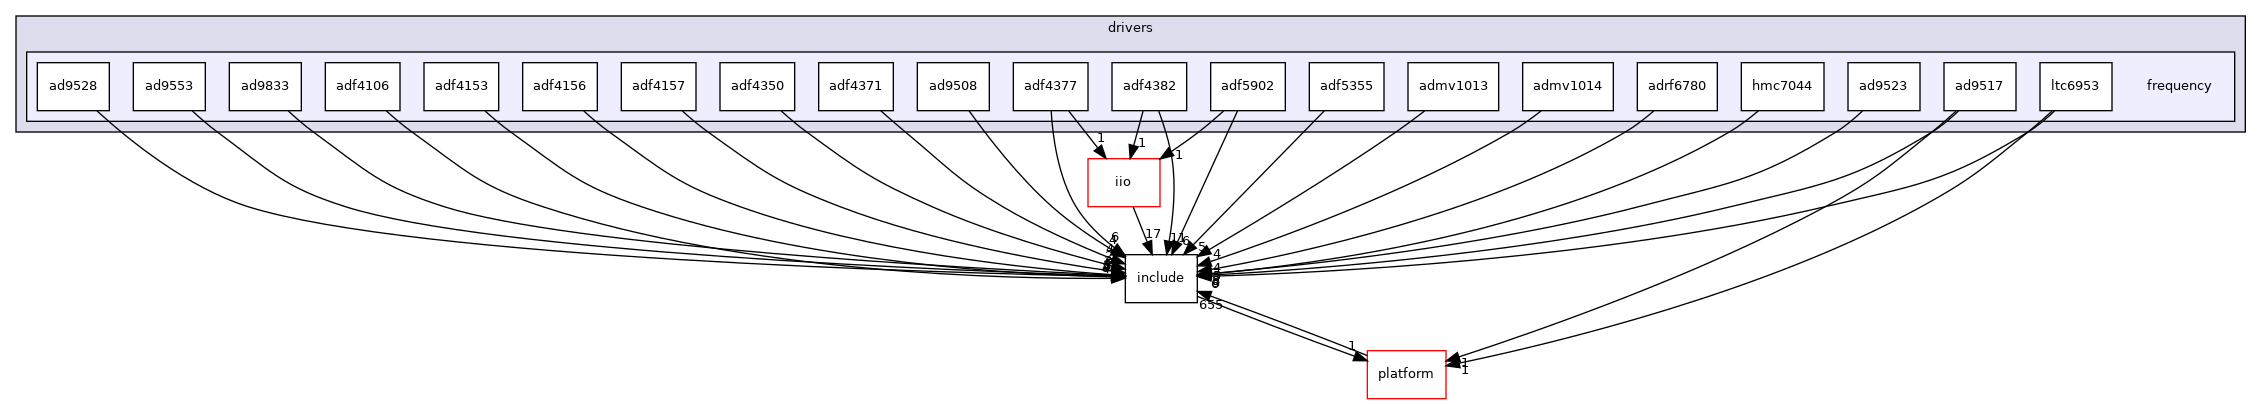 drivers
ad9528 ad9553 ad9833 adf4106 adf4153 adf4156 adf4157 adf4350 adf4371 ad9508 adf4377 adf4382 adf5902 adf5355 admv1013 admv1014 adrf6780 hmc7044 ad9523 ad9517 ltc6953 frequency
1 1 1
iio
6 17 11 6 5 4
4
include
655
1
platform
1
1